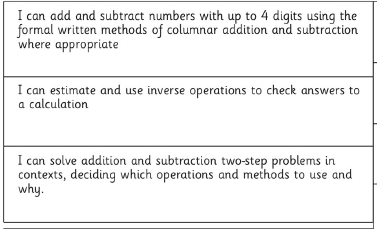 I can add and subtract numbers with up to 4 digits using the
formal written methods of columnar addition and subtraction
where appropriate
I can estimate and use inverse operations to check answers to
a calculation
I can solve addition and subtraction two-step problems in
contexts, deciding which operations and methods to use and
why.